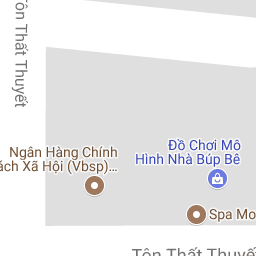 Tôn Thất Thuyết
Đồ Chơi Mô
Hình Nhà Búp Bê
Ngân Hàng Chính
ách Xã Hội (Vbsp)...
Spa Mo
Tôn Thất Thuyết